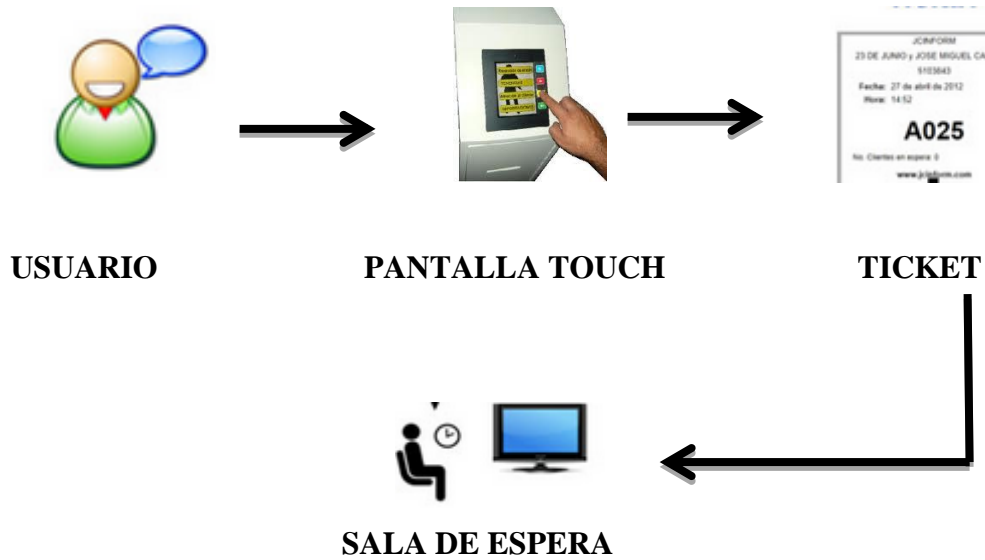 JCINFORM
23 DE JUNIO y JOSE MIGUEL CA
5103643
Fecha: 27 de abril de 2012
Hora: 14:52
A025
No. Clientes en espera: 0
www.jcinform.com
USUARIO
PANTALLA TOUCH
TICKET
SALA DE ESPERA